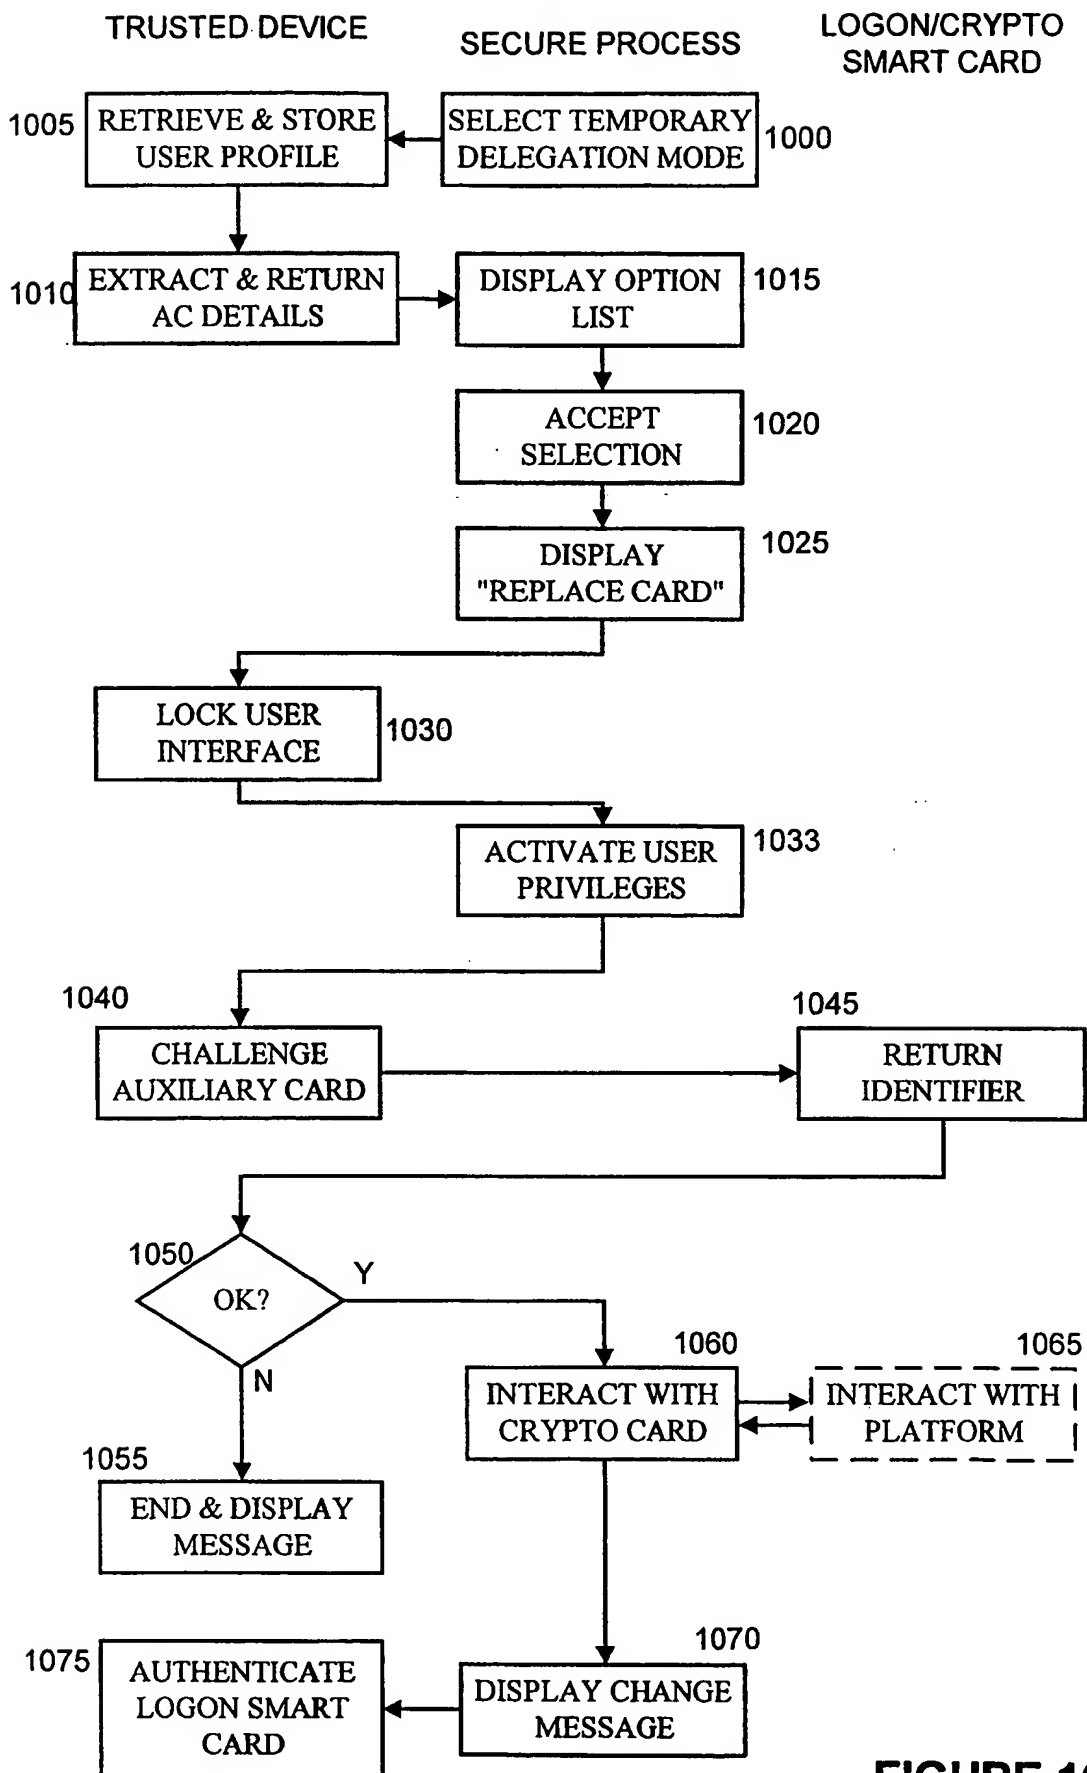 TRUSTED DEVICE
SECURE PROCESS
LOGON/CRYPTO
SMART CARD
1005
RETRIEVE & STORE
USER PROFILE
SELECT TEMPORARY
DELEGATION MODE
1000
1010
EXTRACT & RETURN
AC DETAILS
DISPLAY OPTION
LIST
1015
ACCEPT
SELECTION
1020
DISPLAY
"REPLACE CARD"
1025
LOCK USER
INTERFACE
1030
ACTIVATE USER
PRIVILEGES
1033
1040
CHALLENGE
AUXILIARY CARD
1045
RETURN
IDENTIFIER
1050
OK?
Y
N
1060
INTERACT WITH
CRYPTO CARD
1065
INTERACT WITH
PLATFORM
1055
END & DISPLAY
MESSAGE
1070
DISPLAY CHANGE
MESSAGE
1075
AUTHENTICATE
LOGON SMART
CARD
FIGURE